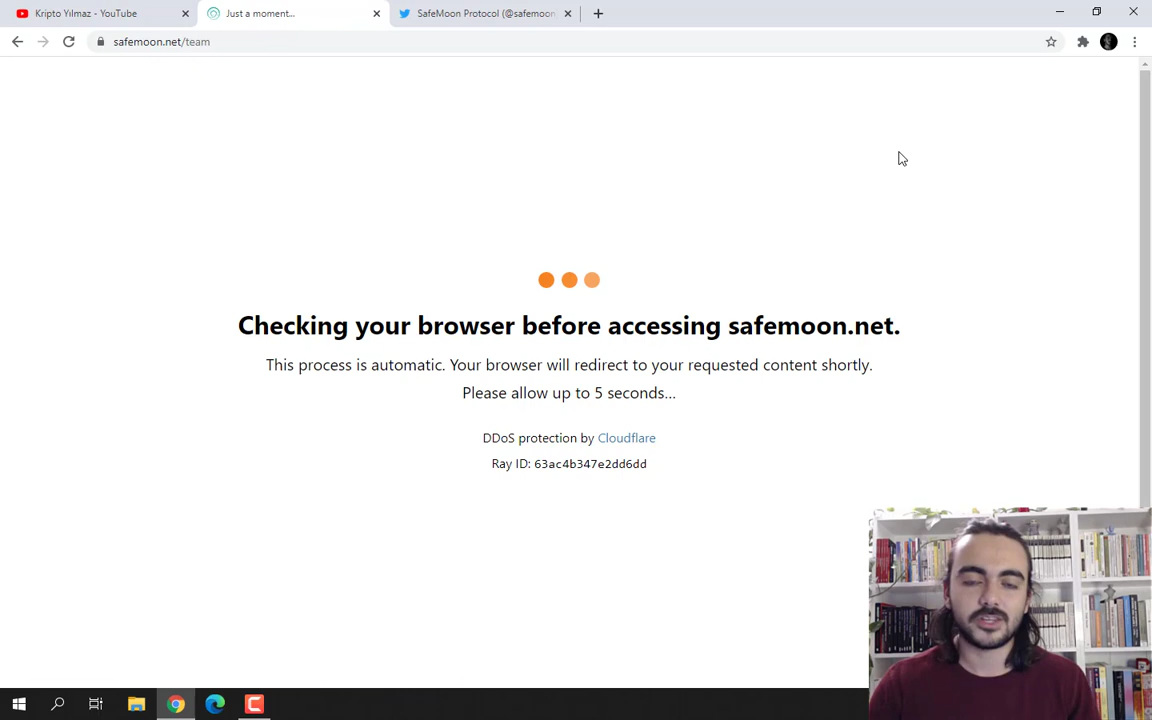 Kripto Yılmaz - YouTube
Just a moment...
SafeMoon Protocol (@safemoon
safemoon.net/team
Checking your browser before accessing safemoon.net.
This process is automatic. Your browser will redirect to your requested content shortly.
Please allow up to 5 seconds...
DDoS protection by Cloudflare
Ray ID: 63ac4b347e2dd6dd